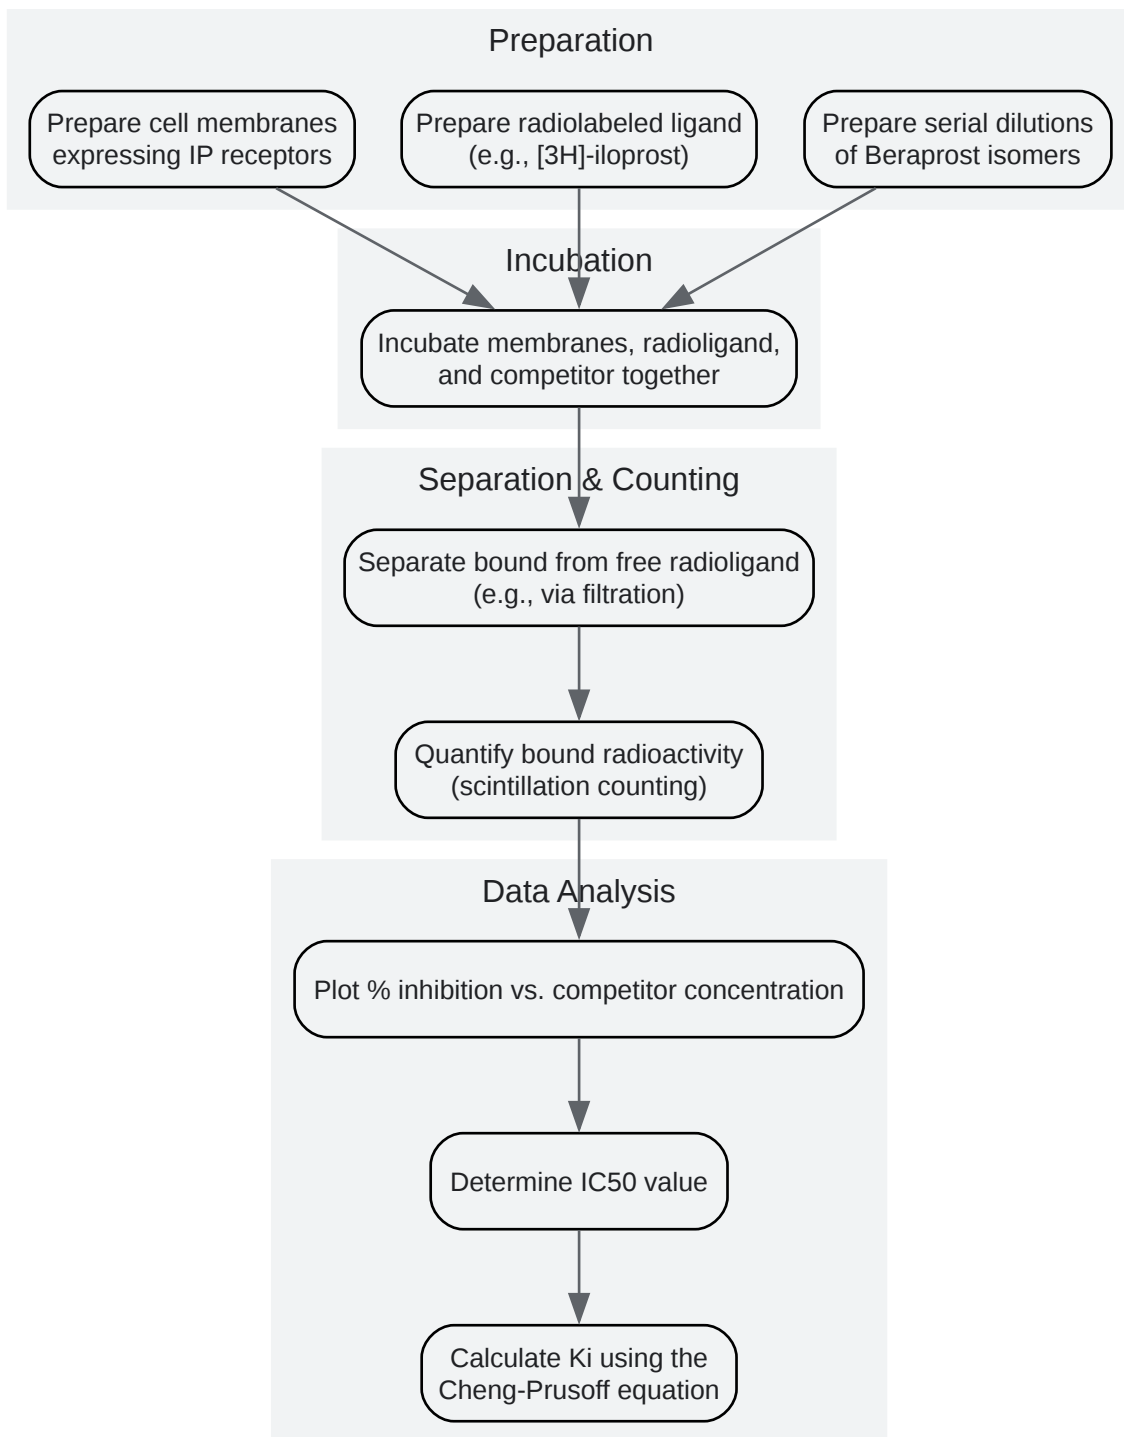 Preparation
Prepare cell membranes
expressing IP receptors
Prepare radiolabeled ligand
(e.g., [3H]-iloprost)
Prepare serial dilutions
of Beraprost isomers
Incubation
Incubate membranes, radioligand,
and competitor together
Separation & Counting
Separate bound from free radioligand
(e.g., via filtration)
Quantify bound radioactivity
(scintillation counting)
Data Analysis
Plot % inhibition vs. competitor concentration
Determine IC50 value
Calculate Ki using the
Cheng-Prusoff equation